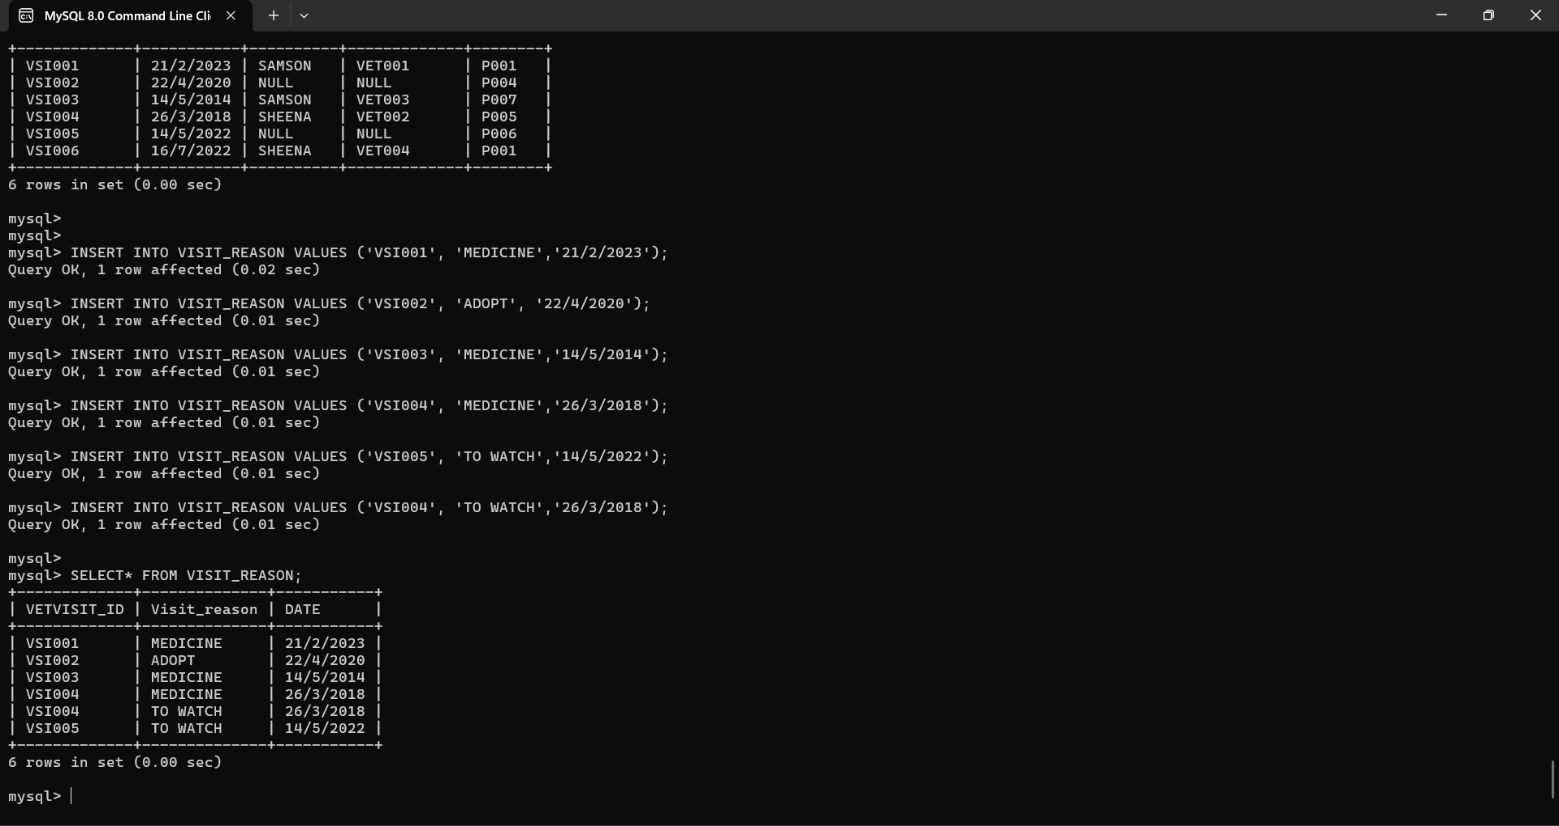 MySQL 8.0 Command Line Cli
+-------------+-----------+----------+-------------+--------+
| VSI001      | 21/2/2023 | SAMSON   | VET001      | P001   |
| VSI002      | 22/4/2020 | NULL     | NULL        | P004   |
| VSI003      | 14/5/2014 | SAMSON   | VET003      | P007   |
| VSI004      | 26/3/2018 | SHEENA   | VET002      | P005   |
| VSI005      | 14/5/2022 | NULL     | NULL        | P006   |
| VSI006      | 16/7/2022 | SHEENA   | VET004      | P001   |
+-------------+-----------+----------+-------------+--------+
6 rows in set (0.00 sec)
mysql>
mysql>
mysql> INSERT INTO VISIT_REASON VALUES ('VSI001', 'MEDICINE','21/2/2023');
Query OK, 1 row affected (0.02 sec)
mysql> INSERT INTO VISIT_REASON VALUES ('VSI002', 'ADOPT', '22/4/2020');
Query OK, 1 row affected (0.01 sec)
mysql> INSERT INTO VISIT_REASON VALUES ('VSI003', 'MEDICINE','14/5/2014');
Query OK, 1 row affected (0.01 sec)
mysql> INSERT INTO VISIT_REASON VALUES ('VSI004', 'MEDICINE','26/3/2018');
Query OK, 1 row affected (0.01 sec)
mysql> INSERT INTO VISIT_REASON VALUES ('VSI005', 'TO WATCH','14/5/2022');
Query OK, 1 row affected (0.01 sec)
mysql> INSERT INTO VISIT_REASON VALUES ('VSI004', 'TO WATCH','26/3/2018');
Query OK, 1 row affected (0.01 sec)
mysql>
mysql> SELECT* FROM VISIT_REASON;
+-------------+--------------+-----------+
| VETVISIT_ID | Visit_reason | DATE      |
+-------------+--------------+-----------+
| VSI001      | MEDICINE     | 21/2/2023 |
| VSI002      | ADOPT        | 22/4/2020 |
| VSI003      | MEDICINE     | 14/5/2014 |
| VSI004      | MEDICINE     | 26/3/2018 |
| VSI004      | TO WATCH     | 26/3/2018 |
| VSI005      | TO WATCH     | 14/5/2022 |
+-------------+--------------+-----------+
6 rows in set (0.00 sec)
mysql>